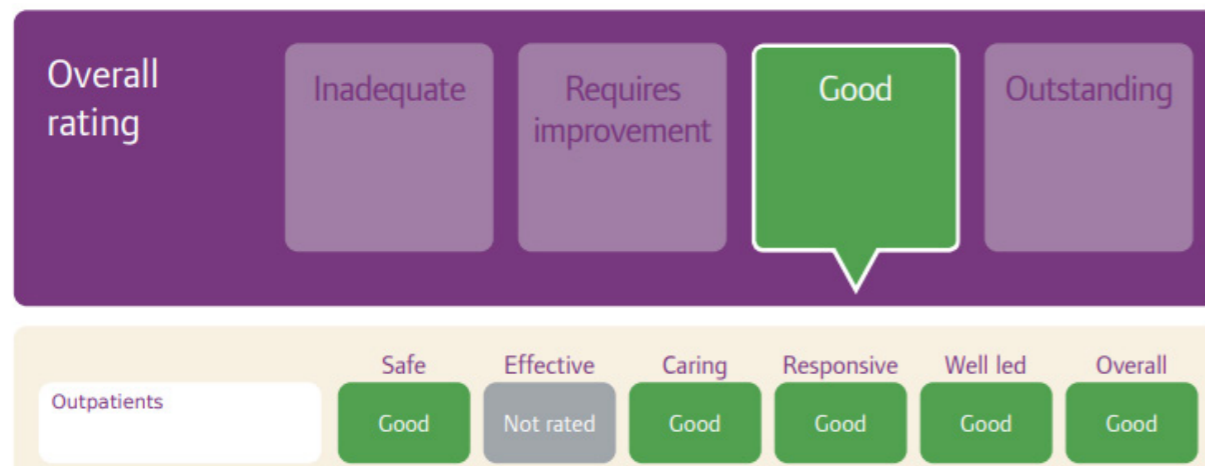 Overall
rating
Inadequate
Requires
improvement
Good
Outstanding
Safe Effective Caring Responsive Well led Overall
Outpatients
Good Not rated Good Good Good Good